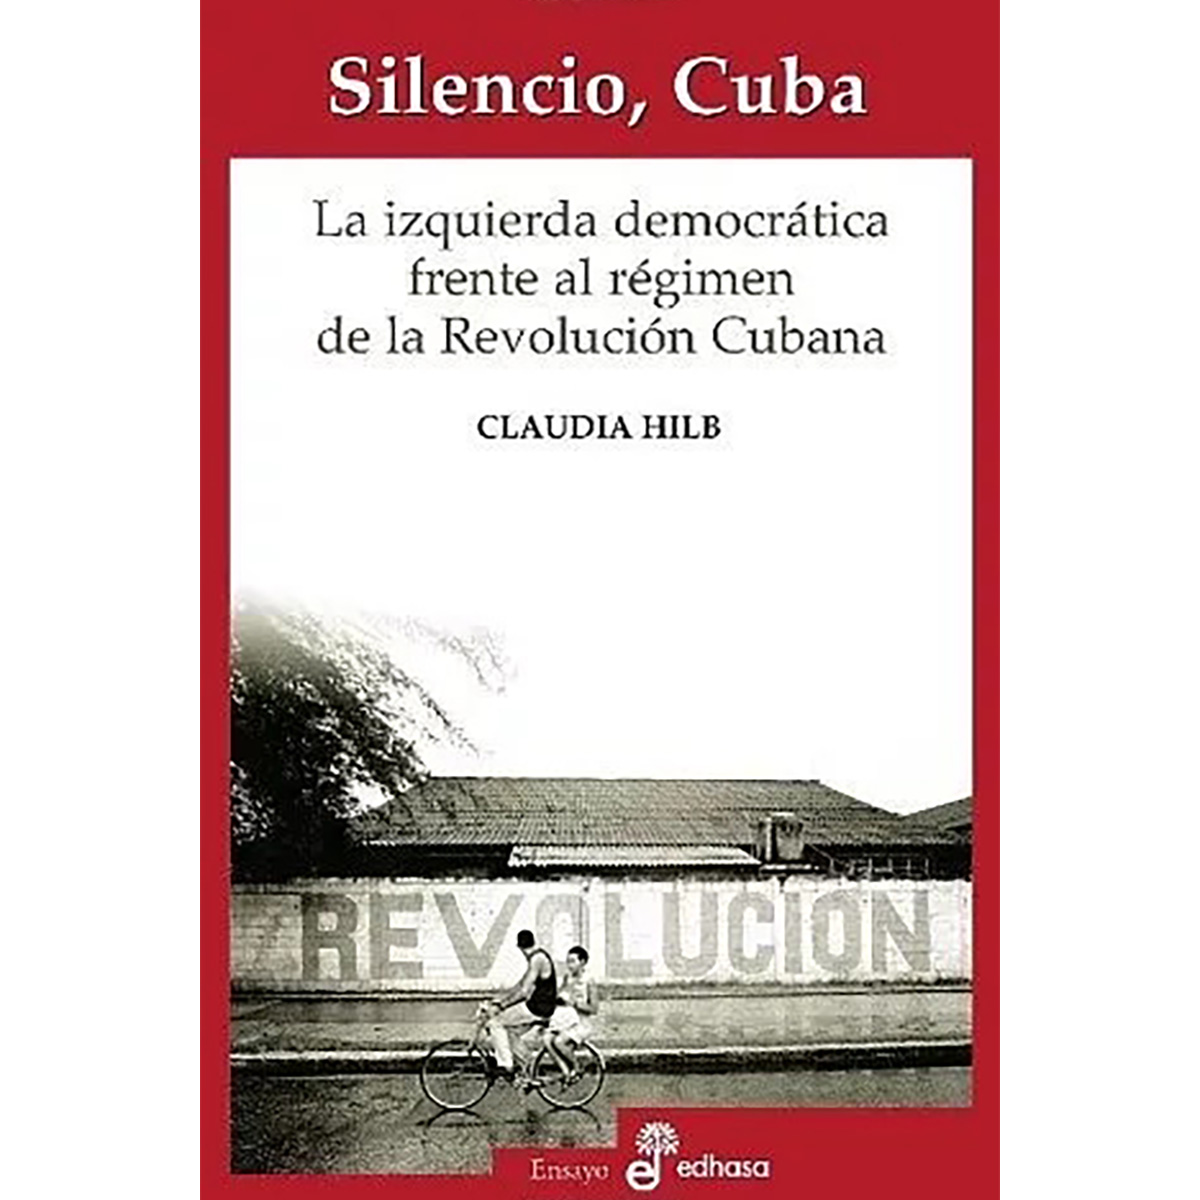 Silencio, Cuba
La izquierda democrática
frente al régimen
de la Revolución Cubana
CLAUDIA HILB
REVOLUCION
Ensayo
edhasa